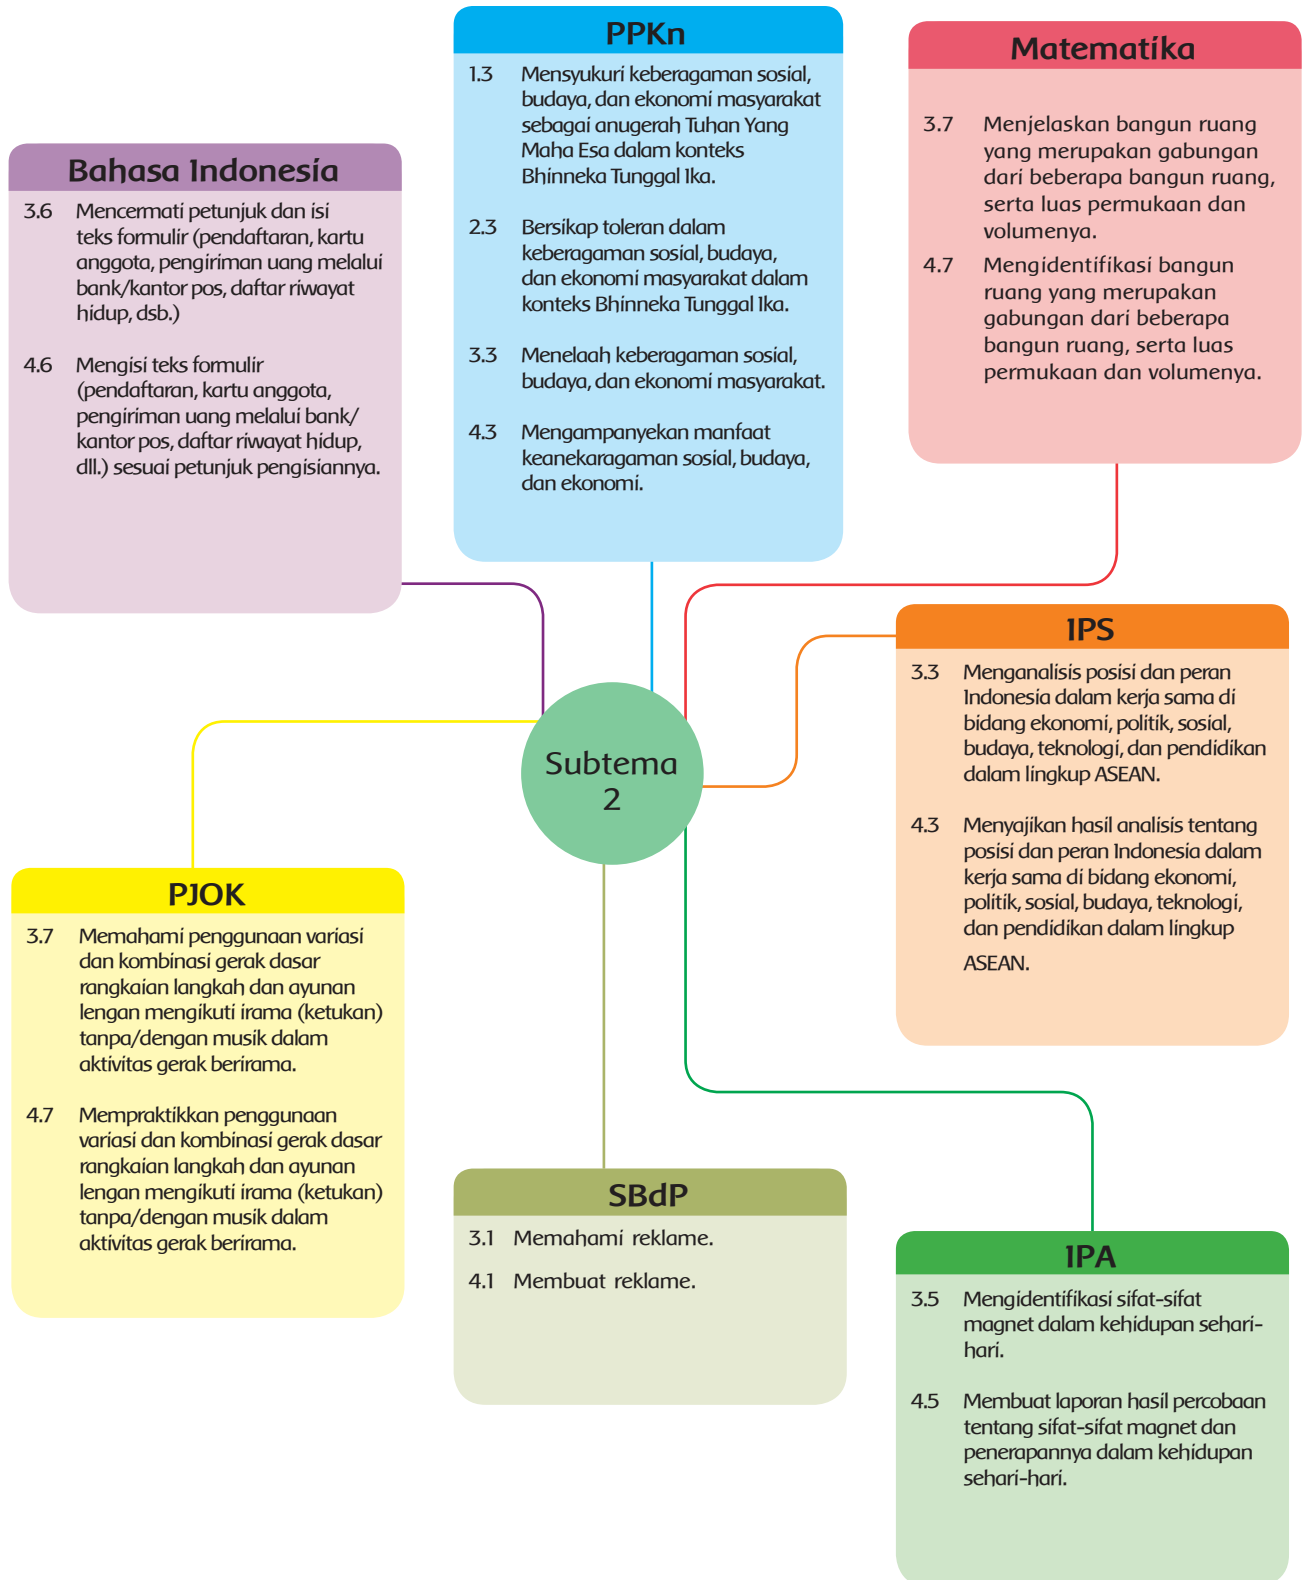 PPKn
1.3 Mensyukuri keberagaman sosial,
budaya, dan ekonomi masyarakat
sebagai anugerah Tuhan Yang
Maha Esa dalam konteks
Bhinneka Tunggal Ika.
2.3 Bersikap toleran dalam
keberagaman sosial, budaya,
dan ekonomi masyarakat dalam
konteks Bhinneka Tunggal Ika.
3.3 Menelaah keberagaman sosial,
budaya, dan ekonomi masyarakat.
4.3 Mengampanyekan manfaat
keanekaragaman sosial, budaya,
dan ekonomi.
Matematika
3.7 Menjelaskan bangun ruang
yang merupakan gabungan
dari beberapa bangun ruang,
serta luas permukaan dan
volumenya.
4.7 Mengidentifikasi bangun
ruang yang merupakan
gabungan dari beberapa
bangun ruang, serta luas
permukaan dan volumenya.
Bahasa Indonesia
3.6 Mencermati petunjuk dan isi
teks formulir (pendaftaran, kartu
anggota, pengiriman uang melalui
bank/kantor pos, daftar riwayat
hidup, dsb.)
4.6 Mengisi teks formulir
(pendaftaran, kartu anggota,
pengiriman uang melalui bank/
kantor pos, daftar riwayat hidup,
dll.) sesuai petunjuk pengisiannya.
IPS
3.3 Menganalisis posisi dan peran
Indonesia dalam kerja sama di
bidang ekonomi, politik, sosial,
budaya, teknologi, dan pendidikan
dalam lingkup ASEAN.
4.3 Menyajikan hasil analisis tentang
posisi dan peran Indonesia dalam
kerja sama di bidang ekonomi,
politik, sosial, budaya, teknologi,
dan pendidikan dalam lingkup
ASEAN.
Subtema
2
PJOK
3.7 Memahami penggunaan variasi
dan kombinasi gerak dasar
rangkaian langkah dan ayunan
lengan mengikuti irama (ketukan)
tanpa/dengan musik dalam
aktivitas gerak berirama.
4.7 Mempraktikkan penggunaan
variasi dan kombinasi gerak dasar
rangkaian langkah dan ayunan
lengan mengikuti irama (ketukan)
tanpa/dengan musik dalam
aktivitas gerak berirama.
SBdP
3.1 Memahami reklame.
4.1 Membuat reklame.
IPA
3.5 Mengidentifikasi sifat-sifat
magnet dalam kehidupan sehari-
hari.
4.5 Membuat laporan hasil percobaan
tentang sifat-sifat magnet dan
penerapannya dalam kehidupan
sehari-hari.